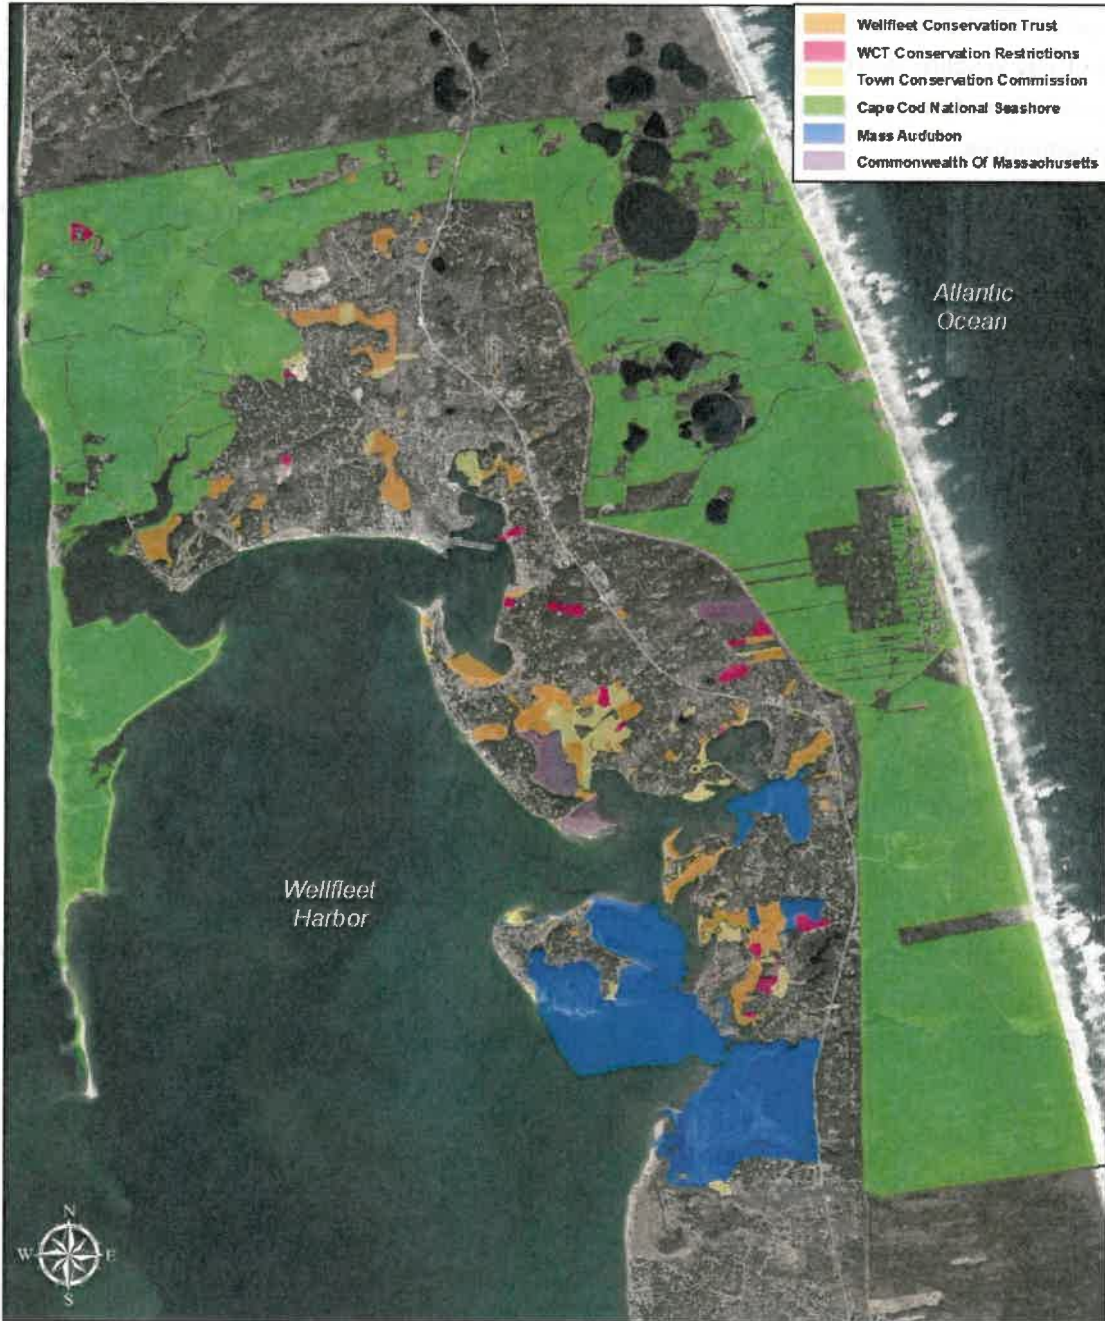 Wellfleet Conservation Trust
WCT Conservation Restrictions
Town Conservation Commission
Cape Cod National Seashore
Mass Audubon
Commonwealth Of Massachusetts
Atlantic
Ocean
Wellfleet
Harbor
N
W E
S